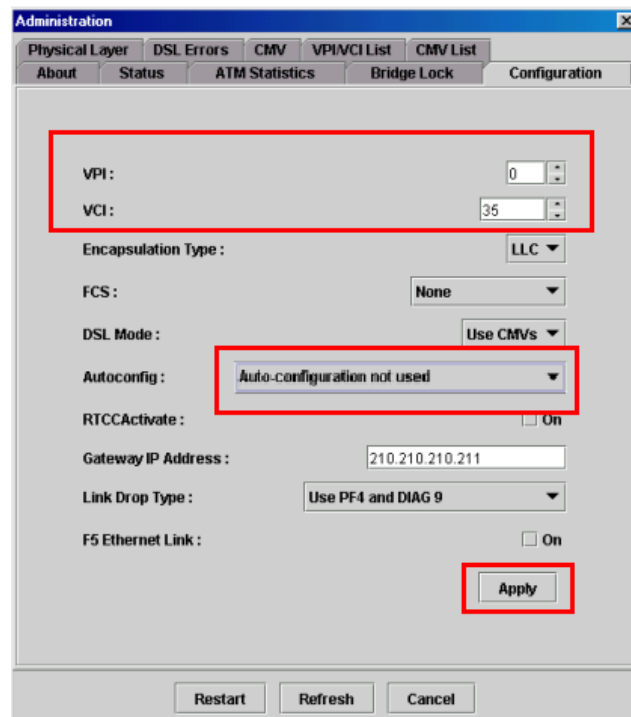 Administration
Physical Layer DSL Errors CMV VPI/VCI List CMV List
About Status ATM Statistics Bridge Lock Configuration
VPI : 0
VCI : 35
Encapsulation Type : LLC
FCS : None
DSL Mode : Use CMVs
Autoconfig : Auto-configuration not used
RTCCActivate : On
Gateway IP Address : 210.210.210.211
Link Drop Type : Use PF4 and DIAG 9
F5 Ethernet Link : On
Apply
Restart Refresh Cancel